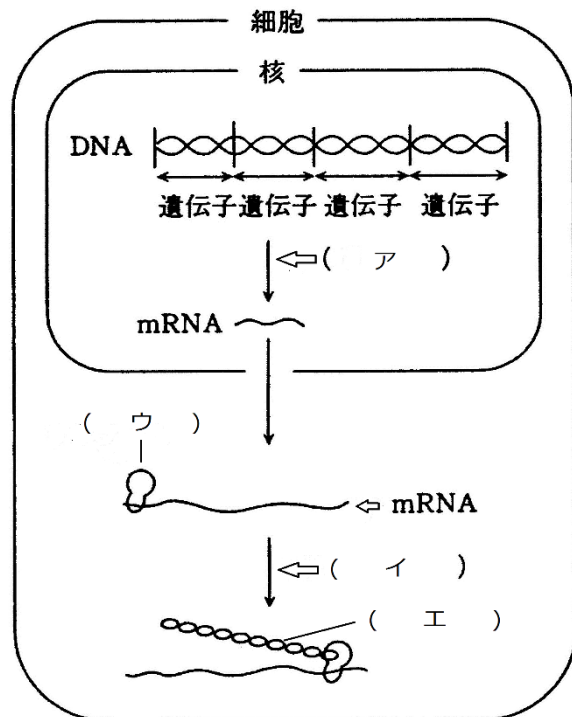 細胞
核
DNA
遺伝子 遺伝子 遺伝子 遺伝子
( ア )
mRNA
( ウ )
mRNA
( イ )
( エ )